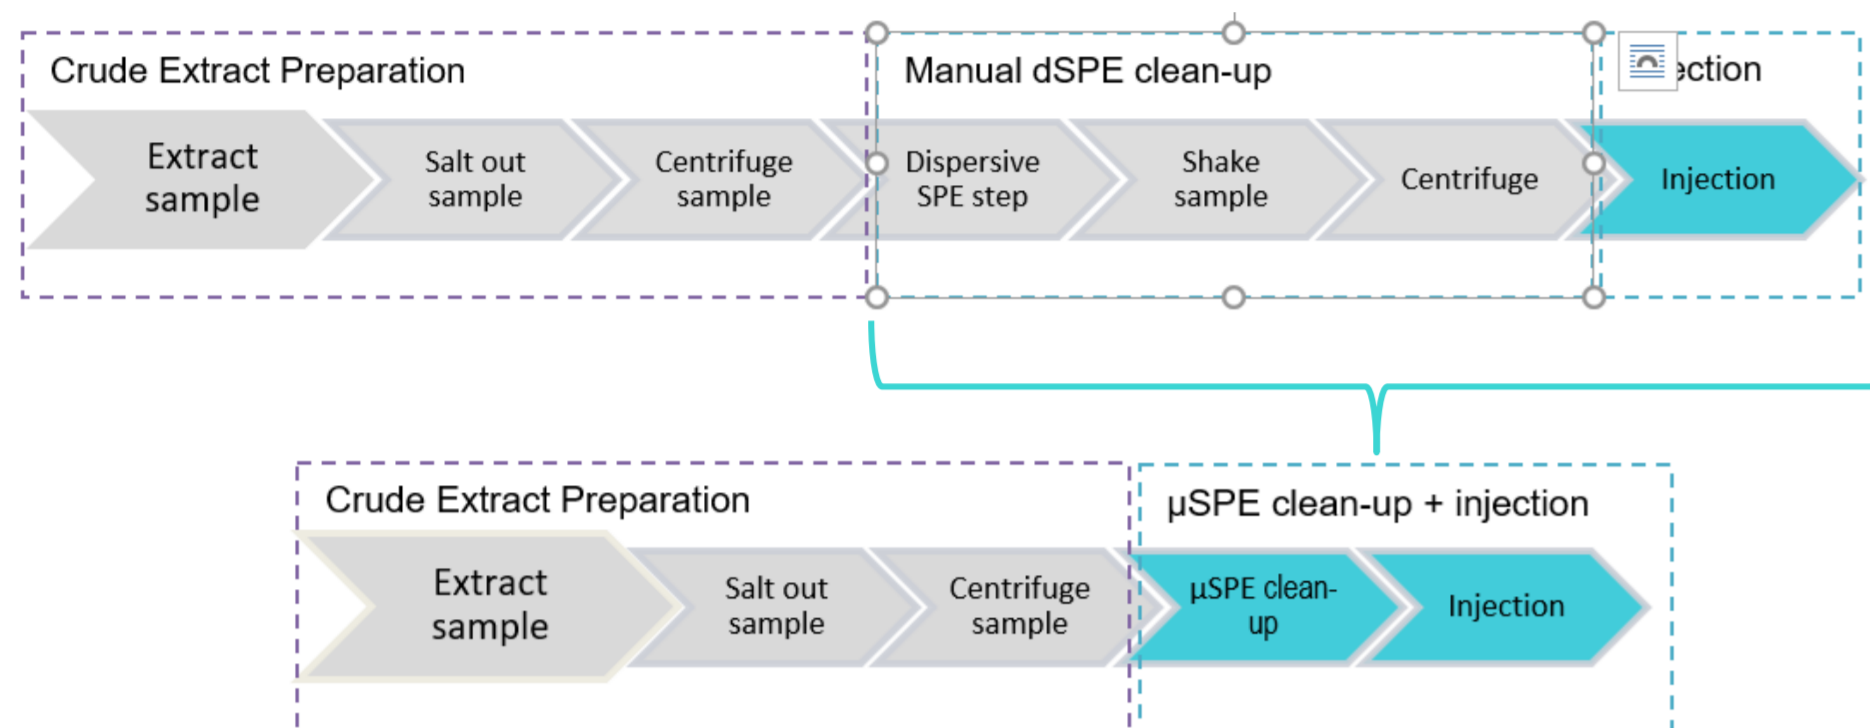 Crude Extract Preparation
Manual dSPE clean-up
ection
Extract
sample
Salt out
sample
Centrifuge
sample
Dispersive
SPE step
Shake
sample
Centrifuge
Injection
Crude Extract Preparation
µSPE clean-up + injection
Extract
sample
Salt out
sample
Centrifuge
sample
µSPE clean-
up
Injection